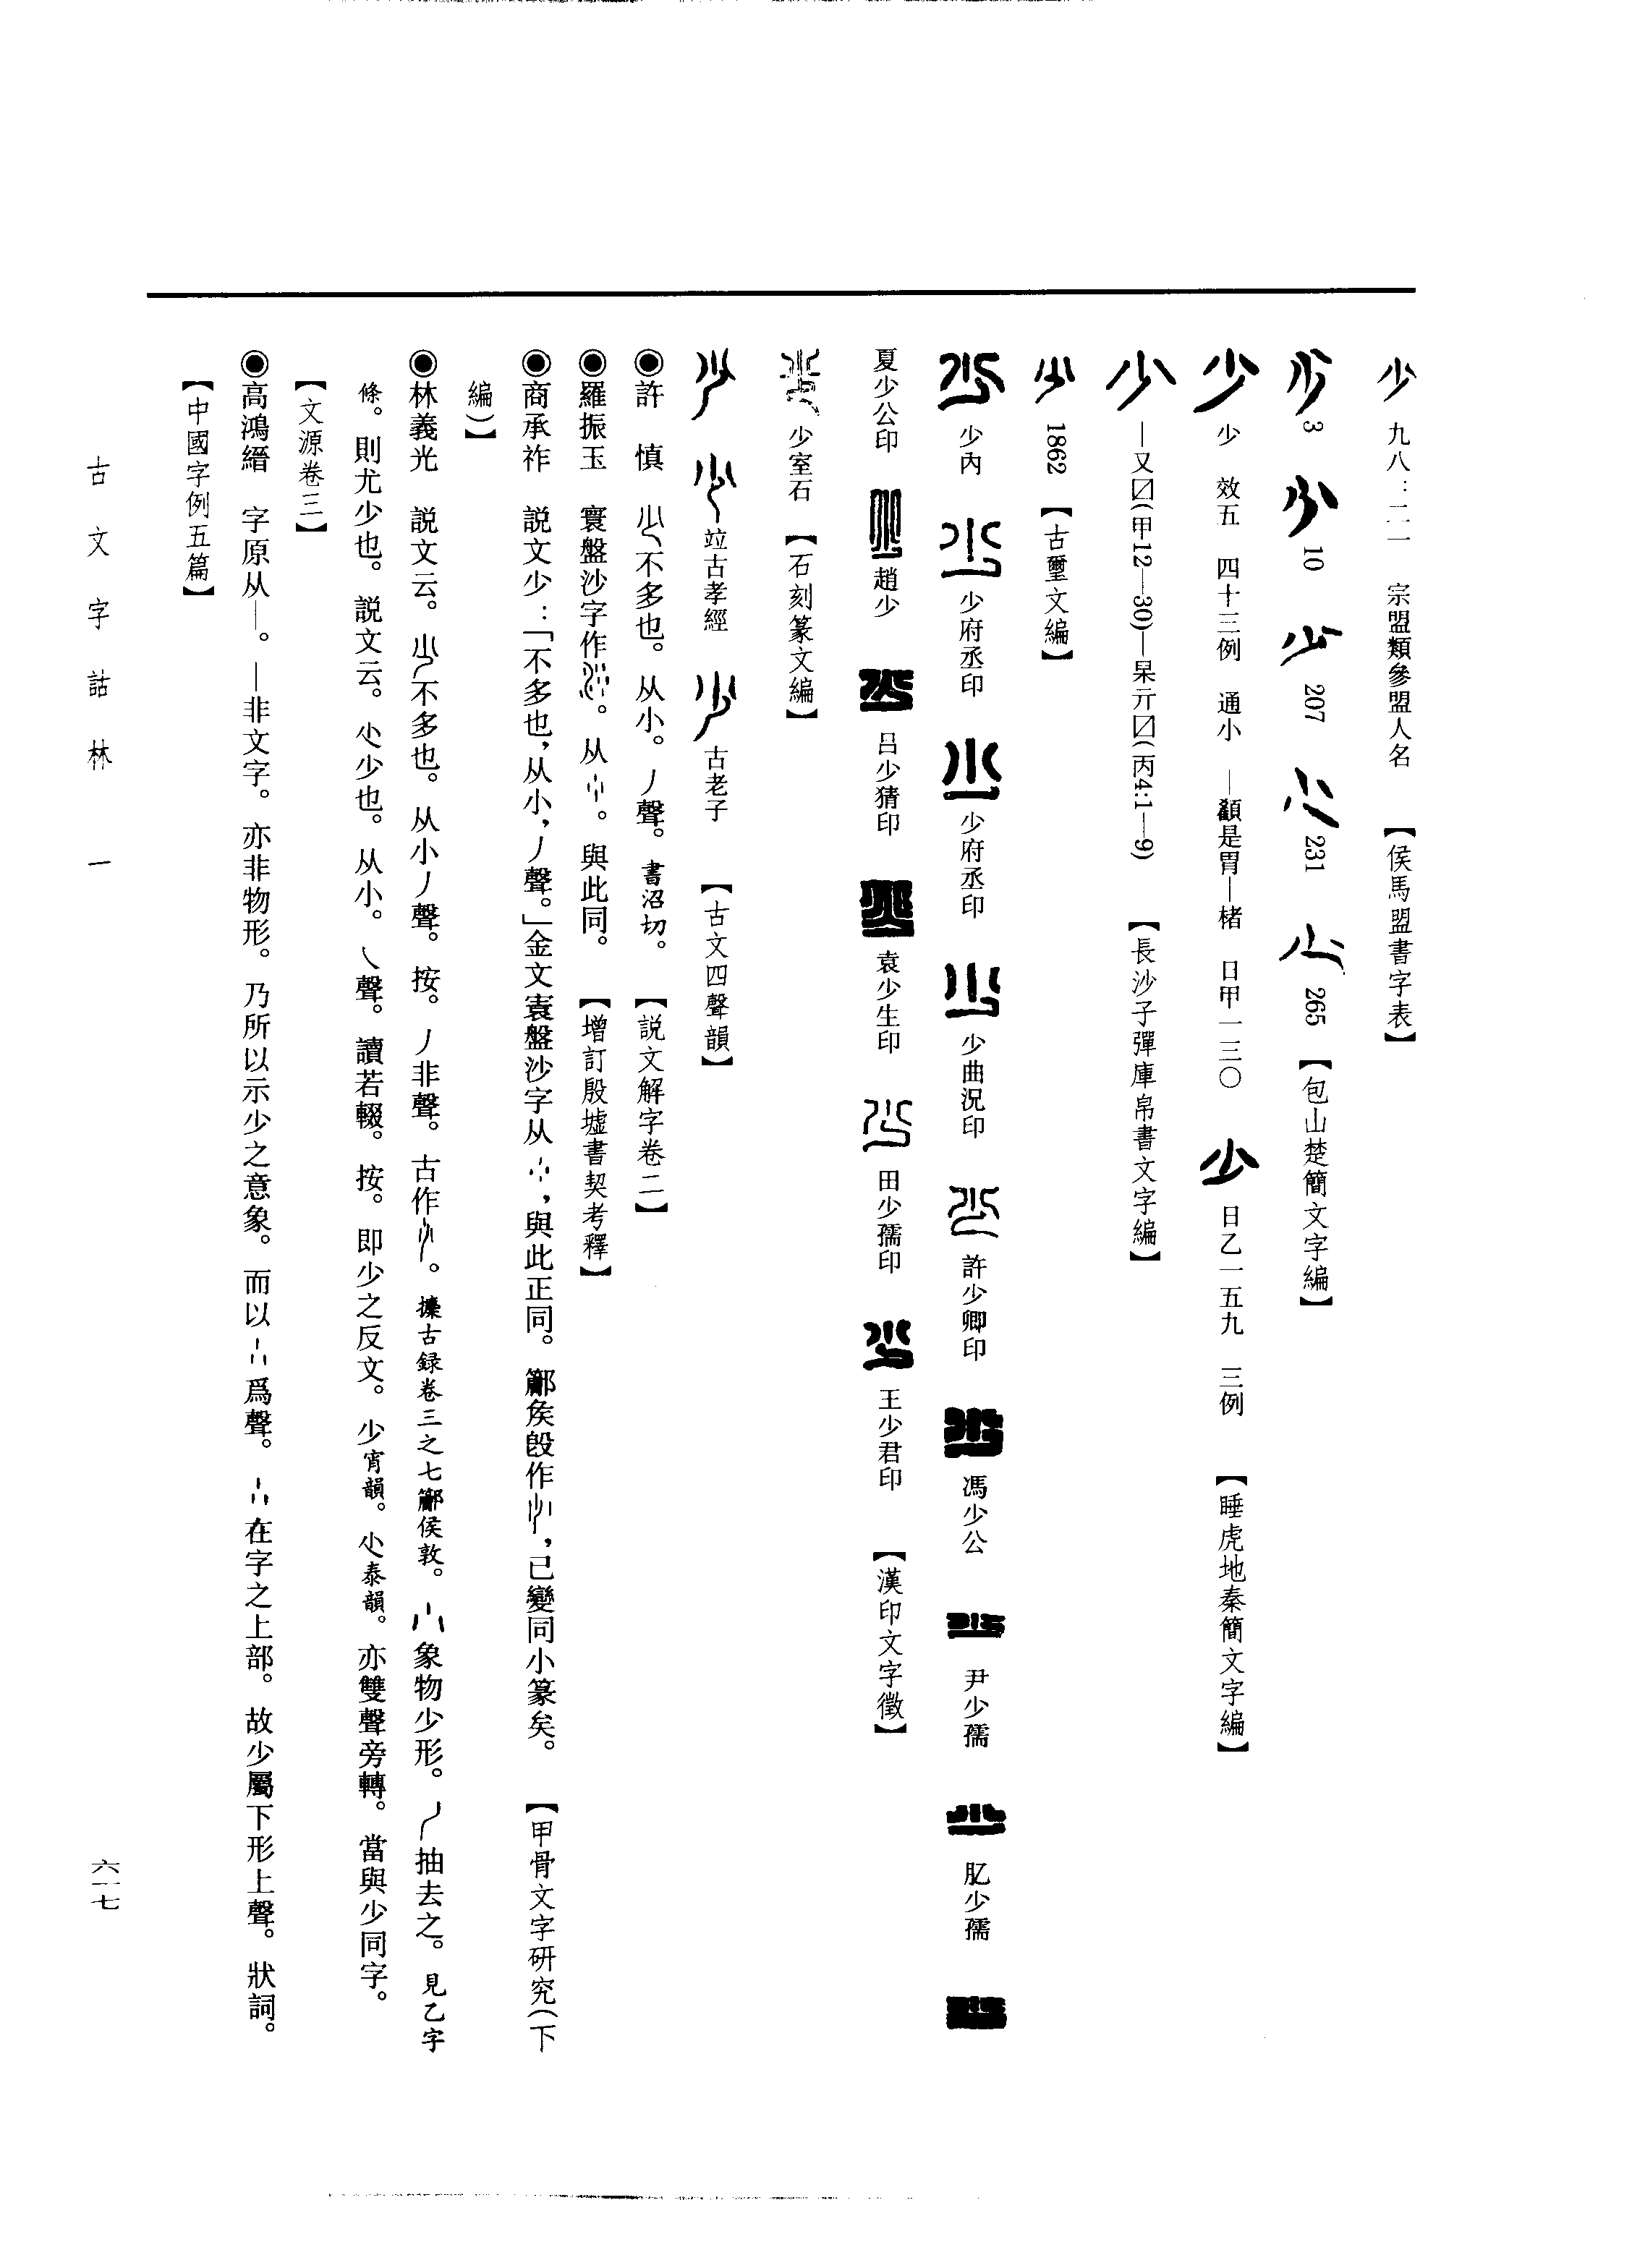 少 九八：二一 宗盟類參盟人名 【侯馬盟書字表】
3 10 207 231 265 【包山楚簡文字編】
少 少 效五 四十三例 通小 —顡是胃—楮 日甲一三〇 少 日乙一五九 三例 【睡虎地秦簡文字編】
少 —又〼(甲12—30)—杲亓〼(丙4:1—9) 【長沙子彈庫帛書文字編】
1862 【古璽文編】
少內 少府丞印 少府丞印 少曲況印 許少卿印 馮少公 尹少孺 少孺
夏少公印 趙少 呂少猜印 袁少生印 田少孺印 王少君印 【漢印文字徵】
少室石 【石刻篆文編】
竝古孝經 古老子 【古文四聲韻】
◉許 慎 不多也。从小。丿聲。書沼切。 【説文解字卷二】
◉羅振玉 寰盤沙字作。从。與此同。 【增訂殷墟書契考釋】
◉商承祚 説文少：「不多也，从小，丿聲。」金文寰盤沙字从，與此正同。侯𣪘作，已變同小篆矣。 【甲骨文字研究(下
編)】
◉林義光 説文云。不多也。从小丿聲。按。丿非聲。古作。攈古録卷三之七侯敦。象物少形。抽去之。見乙字
條。則尤少也。説文云。少也。从小。乀聲。讀若輟。按。即少之反文。少宵韻。泰韻。亦雙聲旁轉。當與少同字。
【文源卷三】
◉高鴻縉 字原从—。—非文字。亦非物形。乃所以示少之意象。而以爲聲。在字之上部。故少屬下形上聲。狀詞。
【中國字例五篇】
古文字詁林 一
六一七